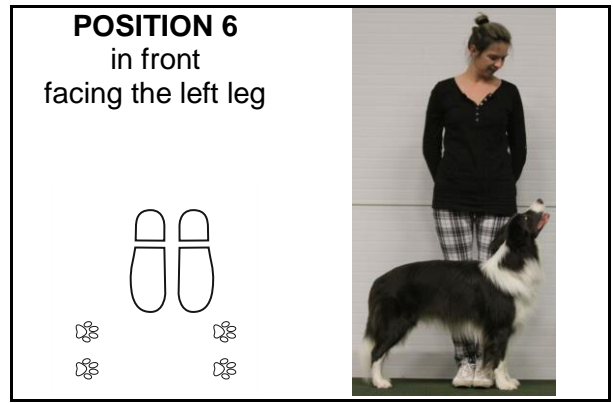 POSITION 6
in front
facing the left leg